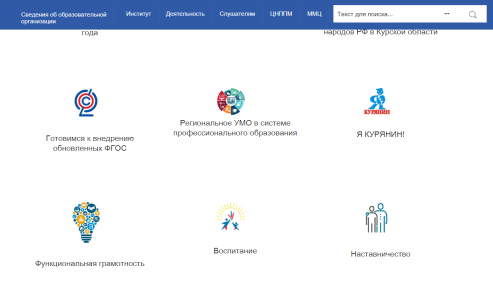 Сведения об образовательной
организации
Институт
Деятельность
Слушателям
ЦНППМ
ММЦ
Текст для поиска...
года
народов РФ в Курской области
КУРЯНИН
Готовимся к внедрению
обновленных ФГОС
Региональное УМО в системе
профессионального образования
Я КУРЯНИН!
Функциональная грамотность
Воспитание
Наставничество